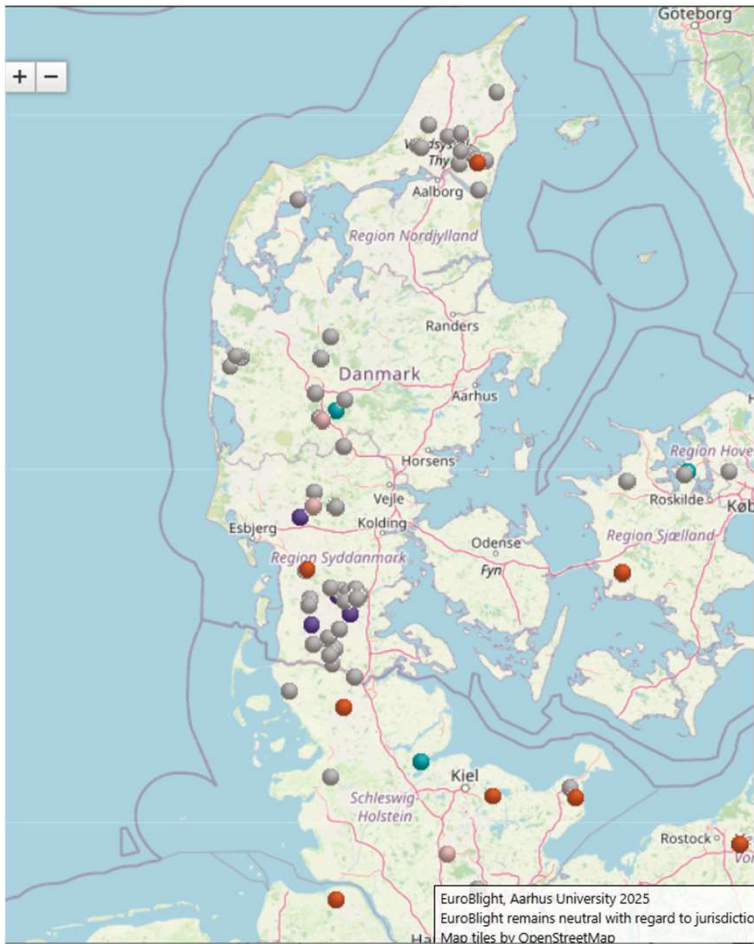 Göteborg
+ −
Thy
Aalborg
Region Nordjylland
Randers
Danmark
Aarhus
Horsens
Region Hove
Vejle
Roskilde
Køb
Esbjerg
Kolding
Odense
Region Sjælland
Region Syddanmark
Fyn
Kiel
Schleswig
Holstein
Rostock
EuroBlight, Aarhus University 2025
EuroBlight remains neutral with regard to jurisdictio
Map tiles by OpenStreetMap